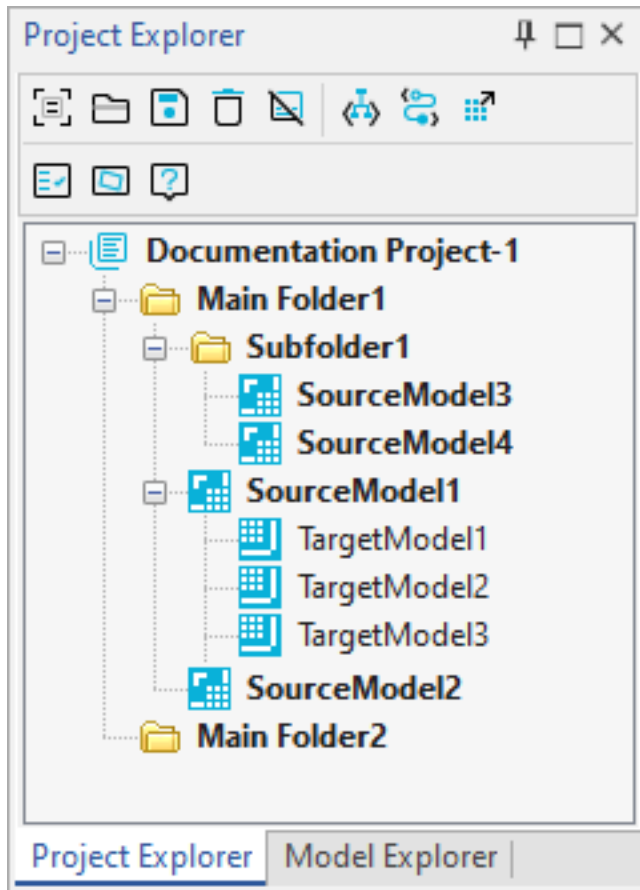 Project Explorer
Documentation Project-1
Main Folder1
Subfolder1
SourceModel3
SourceModel4
SourceModel1
TargetModel1
TargetModel2
TargetModel3
SourceModel2
Main Folder2
Project Explorer Model Explorer